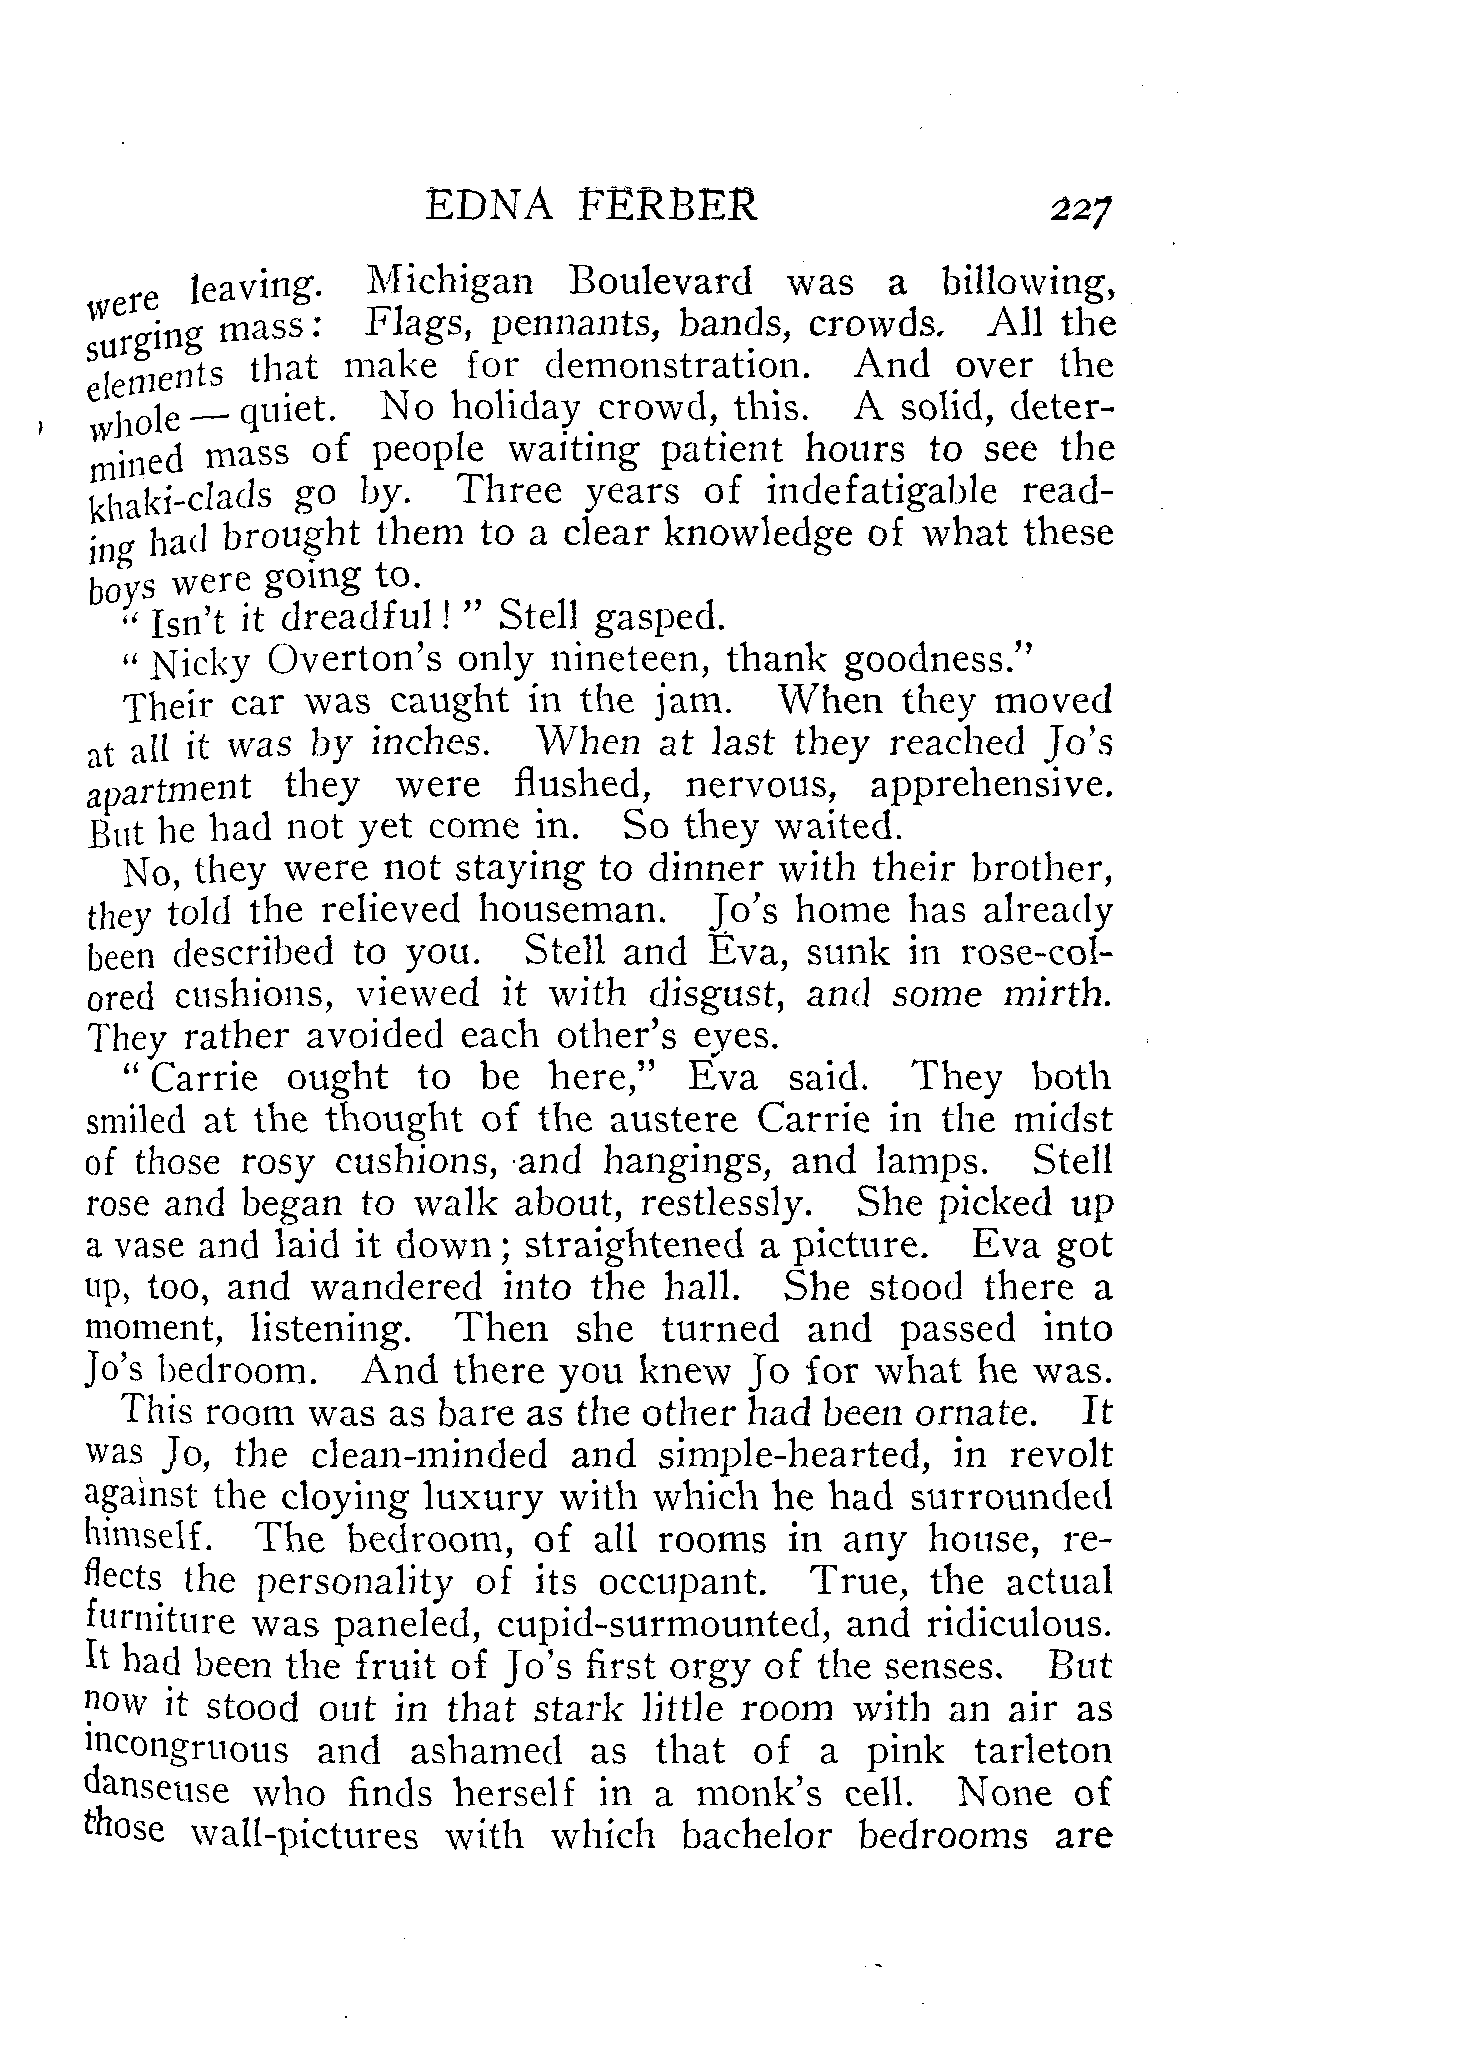 EDNA FERBER 227
were leaving. Michigan Boulevard was a billowing,
surging mass: Flags, pennants, bands, crowds. All the
elements that make for demonstration. And over the
whole — quiet. No holiday crowd, this. A solid, deter-
mined mass of people waiting patient hours to see the
khaki-clads go by. Three years of indefatigable read-
ing had brought them to a clear knowledge of what these
boys were going to.
“ Isn't it dreadful! ” Stell gasped.
“ Nicky Overton's only nineteen, thank goodness.”
Their car was caught in the jam. When they moved
at all it was by inches. When at last they reached Jo's
apartment they were flushed, nervous, apprehensive.
But he had not yet come in. So they waited.
No, they were not staying to dinner with their brother,
they told the relieved houseman. Jo's home has already
been described to you. Stell and Eva, sunk in rose-col-
ored cushions, viewed it with disgust, and some mirth.
They rather avoided each other's eyes.
“ Carrie ought to be here,” Eva said. They both
smiled at the thought of the austere Carrie in the midst
of those rosy cushions, and hangings, and lamps. Stell
rose and began to walk about, restlessly. She picked up
a vase and laid it down; straightened a picture. Eva got
up, too, and wandered into the hall. She stood there a
moment, listening. Then she turned and passed into
Jo's bedroom. And there you knew Jo for what he was.
This room was as bare as the other had been ornate. It
was Jo, the clean-minded and simple-hearted, in revolt
against the cloying luxury with which he had surrounded
himself. The bedroom, of all rooms in any house, re-
flects the personality of its occupant. True, the actual
furniture was paneled, cupid-surmounted, and ridiculous.
It had been the fruit of Jo's first orgy of the senses. But
now it stood out in that stark little room with an air as
incongruous and ashamed as that of a pink tarleton
danseuse who finds herself in a monk's cell. None of
those wall-pictures with which bachelor bedrooms are